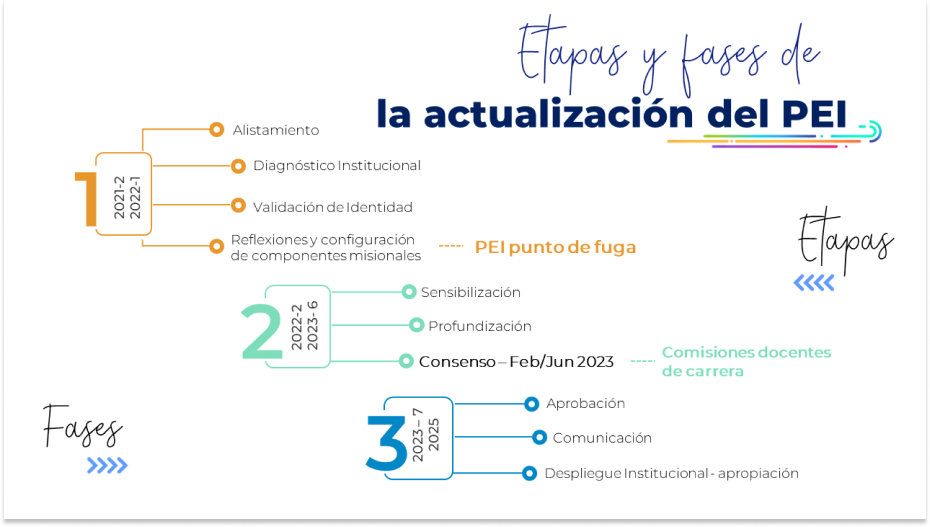 Etapas y fases de
la actualización del PEI
1
2021-2
2022-1
Alistamiento
Diagnóstico Institucional
Validación de Identidad
Reflexiones y configuración
de componentes misionales
PEI punto de fuga
Etapas
2
2022-2
2023- 6
Sensibilización
Profundización
Consenso – Feb/Jun 2023
Comisiones docentes
de carrera
Fases
3
2023 – 7
2025
Aprobación
Comunicación
Despliegue Institucional - apropiación